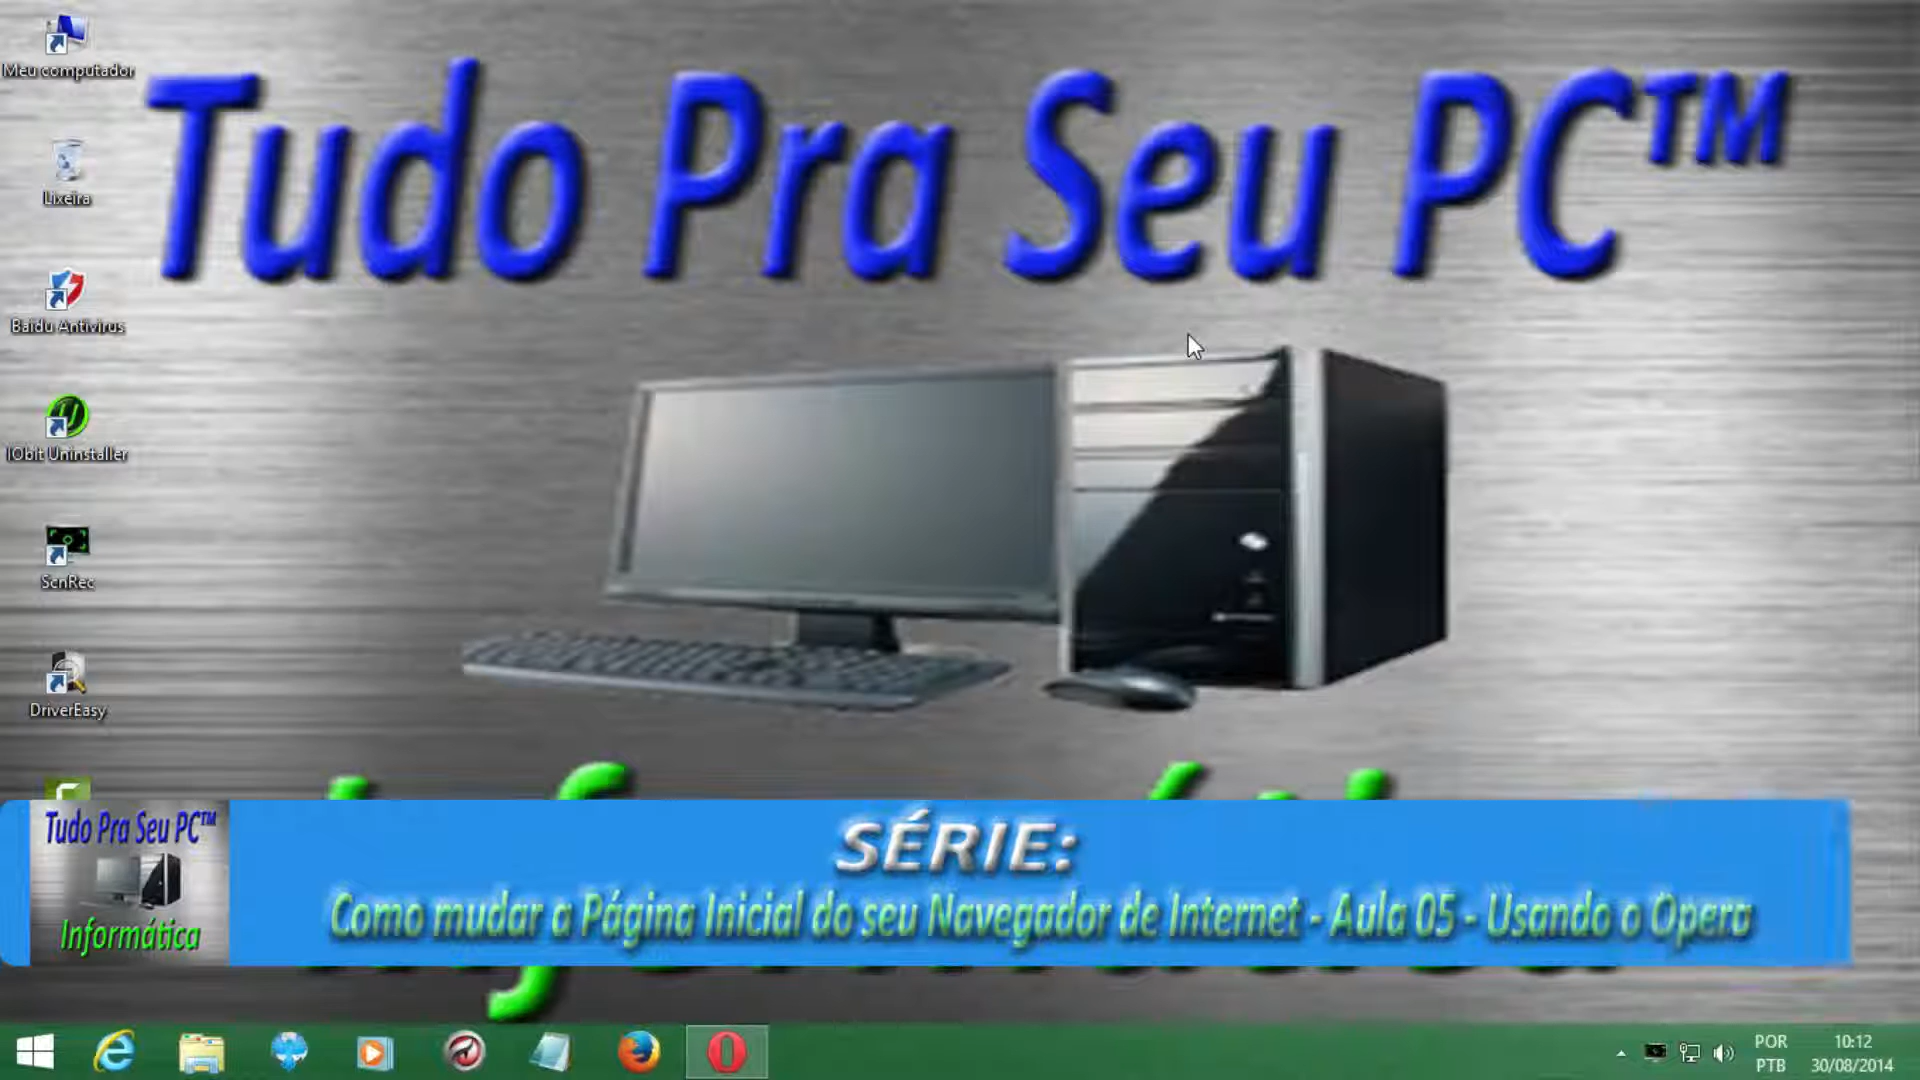 Meu computador
Tudo Pra Seu PC™
Lixeira
Baidu Antivirus
IObit Uninstaller
ScnRec
DriverEasy
Tudo Pra Seu PC™
Informática
SÉRIE:
Como mudar a Página Inicial do seu Navegador de Internet - Aula 05 - Usando o Opera
POR
PTB
10:12
30/08/2014